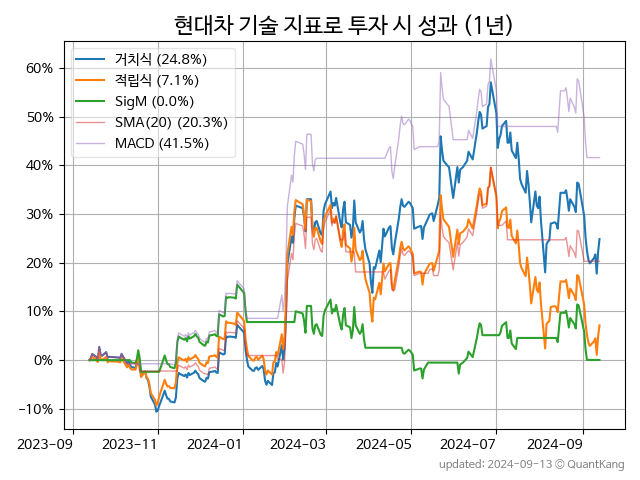 현대차 기술 지표로 투자 시 성과 (1년)
거치식 (24.8%)
적립식 (7.1%)
SigM (0.0%)
SMA(20) (20.3%)
MACD (41.5%)
60%
50%
40%
30%
20%
10%
0%
−10%
2023-09 2023-11 2024-01 2024-03 2024-05 2024-07 2024-09
updated: 2024-09-13 © QuantKang